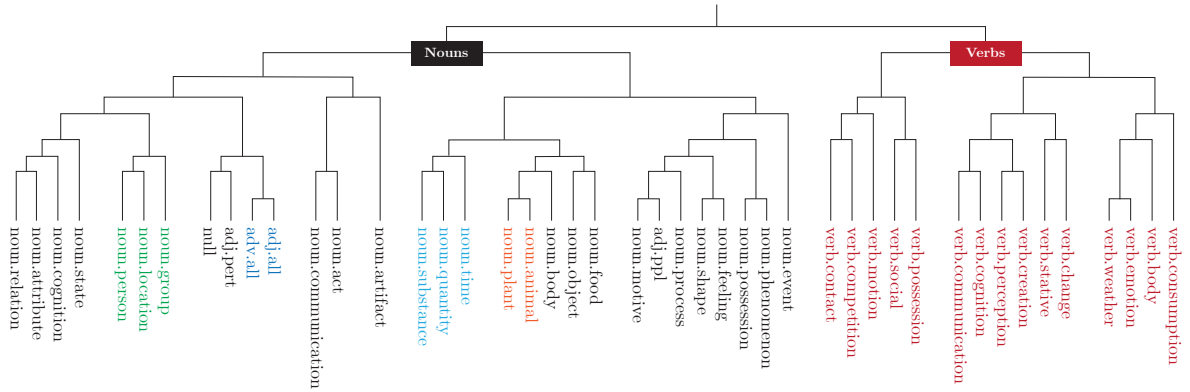 Nouns
Verbs
noun.relation
noun.attribute
noun.cognition
noun.state
noun.person
noun.location
noun.group
null
adj.pert
adv.all
adj.all
noun.communication
noun.act
noun.artifact
noun.substance
noun.quantity
noun.time
noun.plant
noun.animal
noun.body
noun.object
noun.food
noun.motive
adj.ppl
noun.process
noun.shape
noun.feeling
noun.possession
noun.phenomenon
noun.event
verb.contact
verb.competition
verb.motion
verb.social
verb.possession
verb.communication
verb.cognition
verb.perception
verb.creation
verb.stative
verb.change
verb.weather
verb.emotion
verb.body
verb.consumption